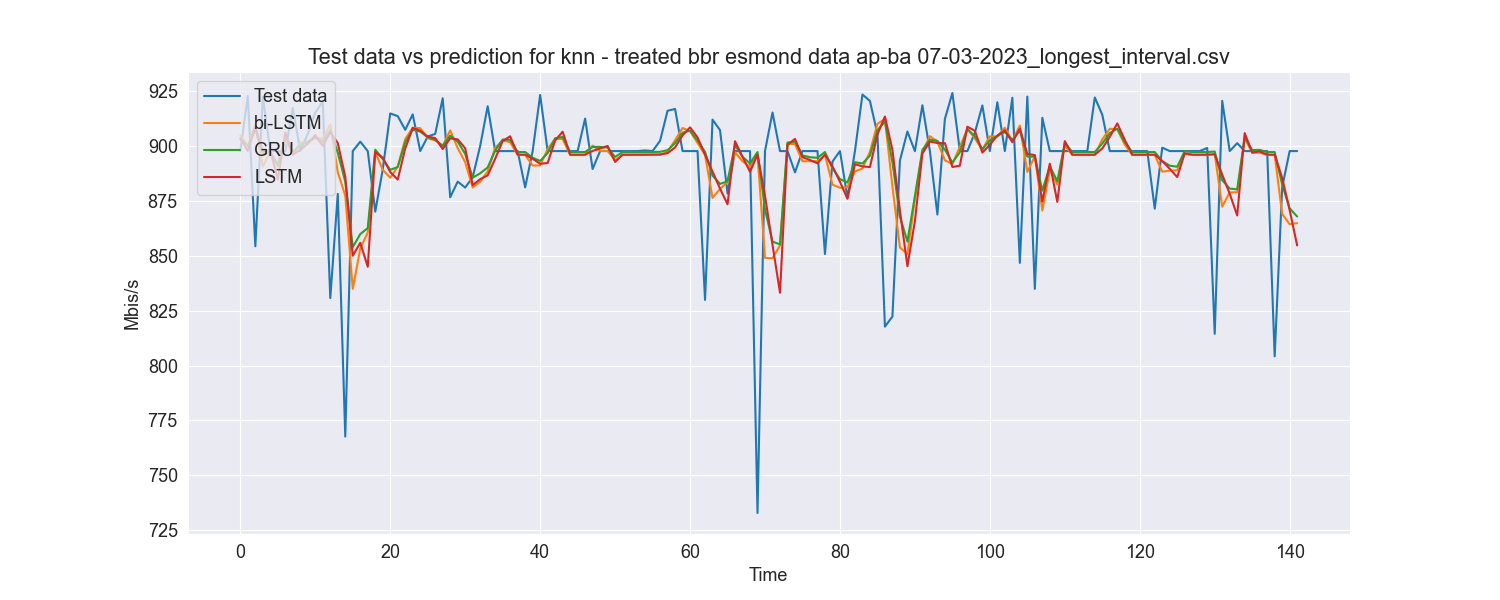 Test data vs prediction for knn - treated bbr esmond data ap-ba 07-03-2023_longest_interval.csv
Test data
bi-LSTM
GRU
LSTM
925
900
875
850
825
800
775
750
725
Mbis/s
0 20 40 60 80 100 120 140
Time